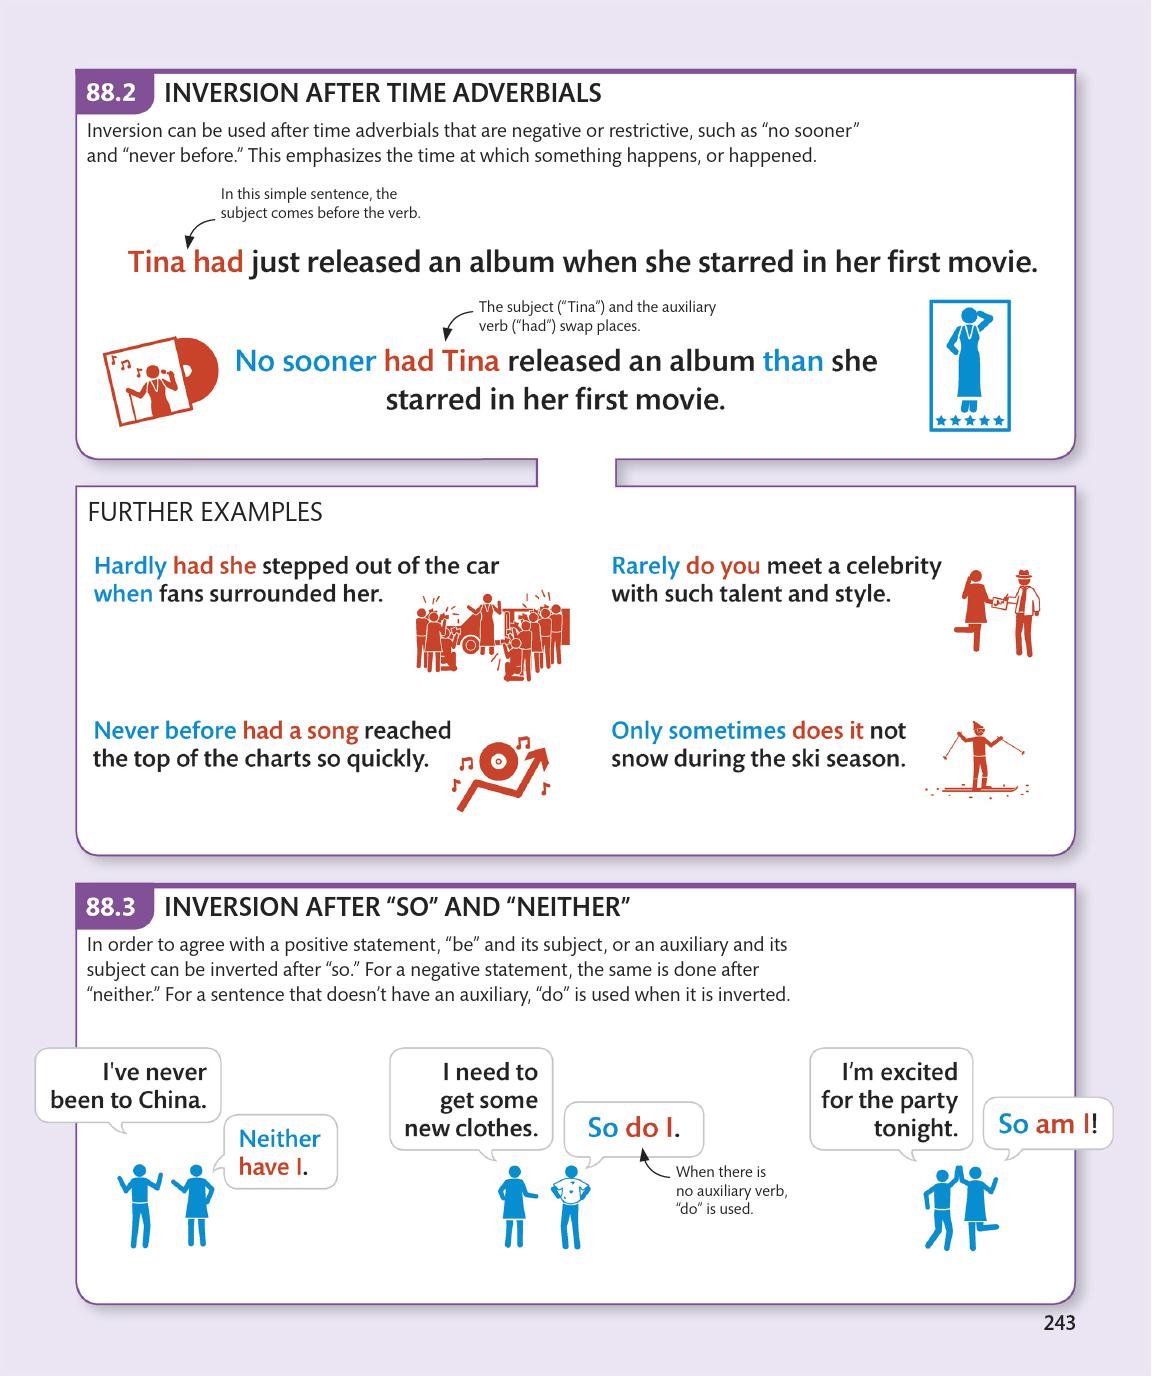 88.2 INVERSION AFTER TIME ADVERBIALS
Inversion can be used after time adverbials that are negative or restrictive, such as “no sooner”
and “never before.” This emphasizes the time at which something happens, or happened.
In this simple sentence, the
subject comes before the verb.
Tina had just released an album when she starred in her first movie.
The subject (“Tina”) and the auxiliary
verb (“had”) swap places.
No sooner had Tina released an album than she
starred in her first movie.
FURTHER EXAMPLES
Hardly had she stepped out of the car
when fans surrounded her.
Rarely do you meet a celebrity
with such talent and style.
Never before had a song reached
the top of the charts so quickly.
Only sometimes does it not
snow during the ski season.
88.3 INVERSION AFTER “SO” AND “NEITHER”
In order to agree with a positive statement, “be” and its subject, or an auxiliary and its
subject can be inverted after “so.” For a negative statement, the same is done after
“neither.” For a sentence that doesn’t have an auxiliary, “do” is used when it is inverted.
I've never
been to China.
Neither
have I.
I need to
get some
new clothes.
So do I.
When there is
no auxiliary verb,
“do” is used.
I’m excited
for the party
tonight.
So am I!
243